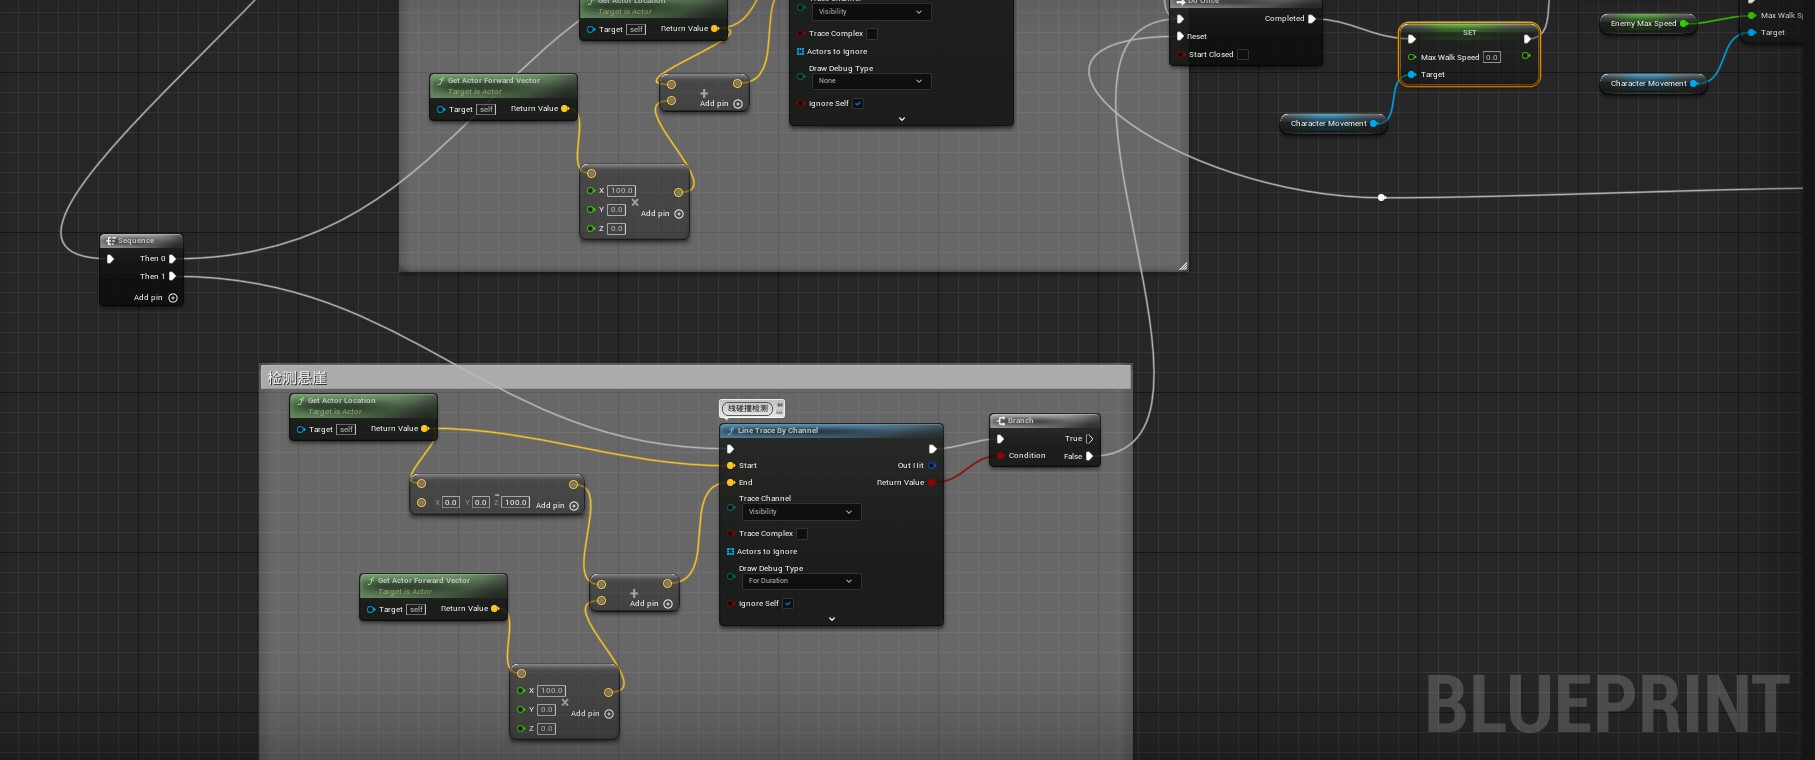 Get Actor Location
Target is Actor
Target self Return Value
Get Actor Forward Vector
Target is Actor
Target self Return Value
Add pin
X 100.0
Y 0.0
Z 0.0
Add pin
Visibility
Trace Complex
Actors to Ignore
Draw Debug Type
None
Ignore Self
Do Once
Completed
Reset
Start Closed
SET
Max Walk Speed 0.0
Target
Character Movement
Enemy Max Speed
Character Movement
Max Walk
Target
Sequence
Then 0
Then 1
Add pin
检测悬崖
Get Actor Location
Target is Actor
Target self Return Value
X 0.0 Y 0.0 Z 100.0 Add pin
Get Actor Forward Vector
Target is Actor
Target self Return Value
Add pin
X 100.0
Y 0.0
Z 0.0
Add pin
线碰撞检测
Line Trace By Channel
Start
End
Out Hit
Return Value
Trace Channel
Visibility
Trace Complex
Actors to Ignore
Draw Debug Type
For Duration
Ignore Self
Branch
True
Condition False
BLUEPRINT